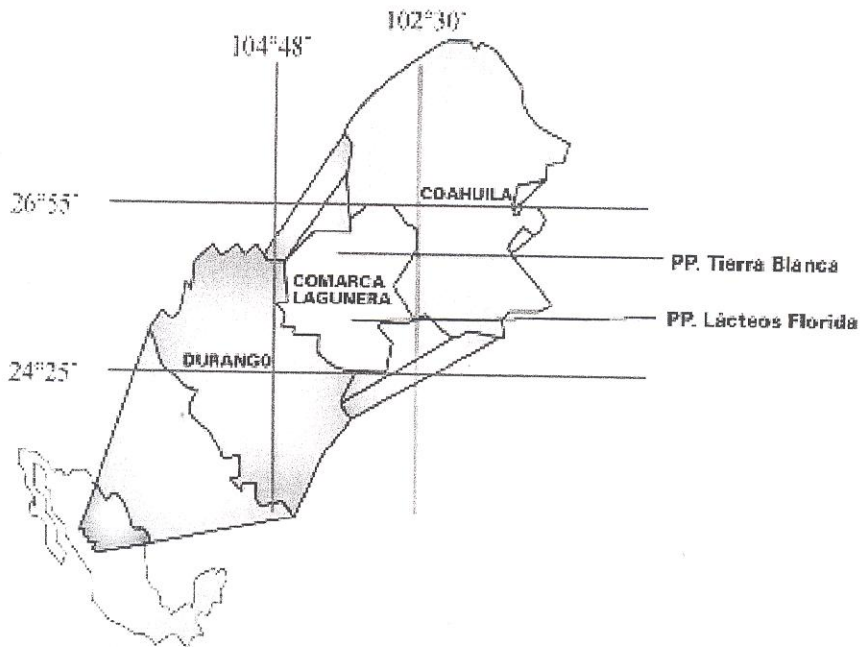 102°30-
104°48-
26°55-
COAHUILA
PP. Tierra Blanca
COMARCA
LAGUNERA
PP. Lácteos Florida
DURANGO
24°25-